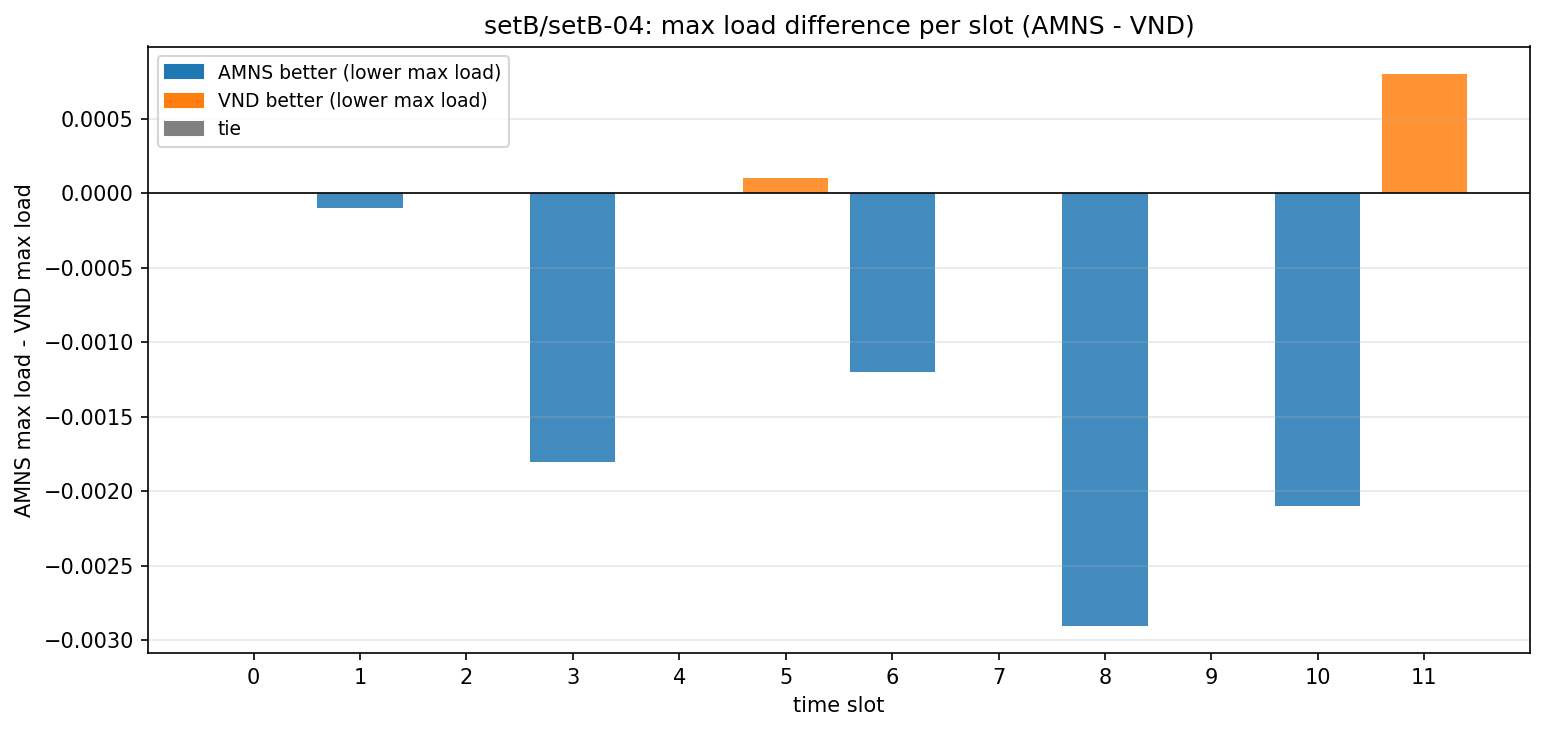 setB/setB-04: max load difference per slot (AMNS - VND)
AMNS better (lower max load)
VND better (lower max load)
tie
AMNS max load - VND max load
0.0005
0.0000
−0.0005
−0.0010
−0.0015
−0.0020
−0.0025
−0.0030
0 1 2 3 4 5 6 7 8 9 10 11
time slot